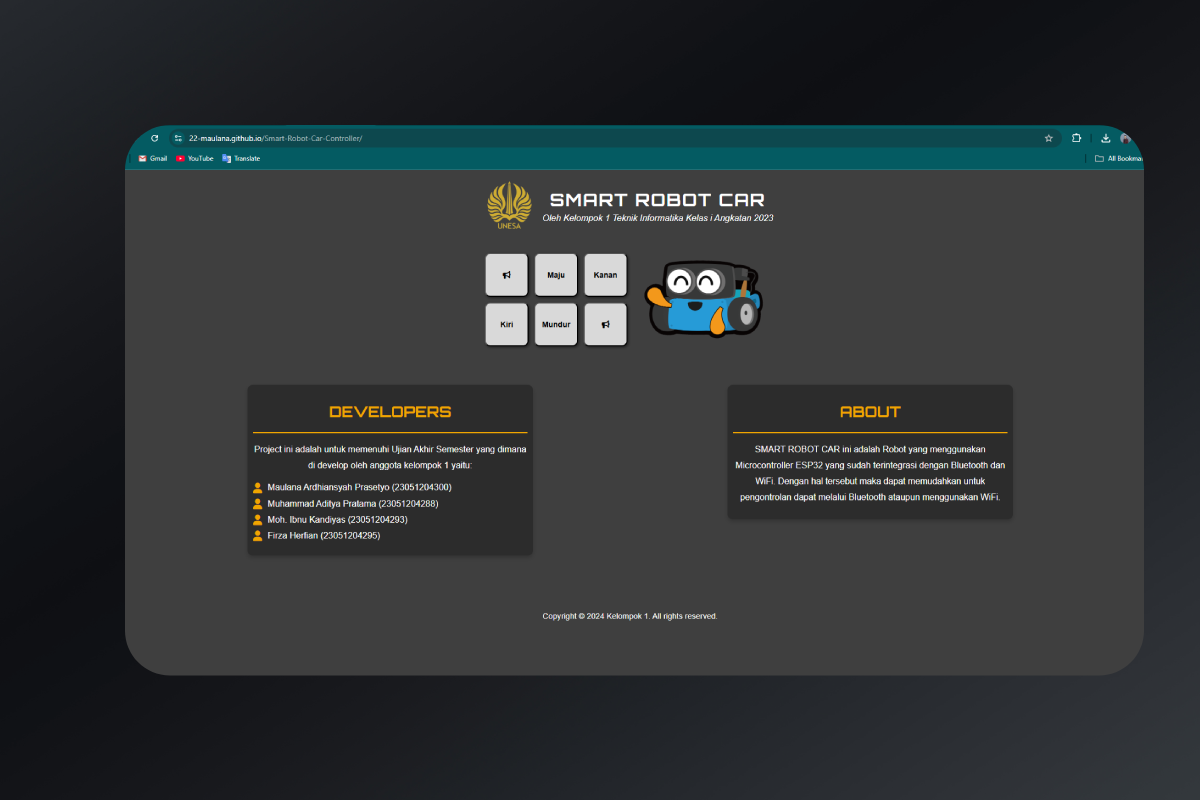 22-maulana.github.io/Smart-Robot-Car-Controller/
Gmail YouTube Translate All Bookma
UNESA
SMART ROBOT CAR
Oleh Kelompok 1 Teknik Informatika Kelas i Angkatan 2023
Maju Kanan
Kiri Mundur
DEVELOPERS
Project ini adalah untuk memenuhi Ujian Akhir Semester yang dimana
di develop oleh anggota kelompok 1 yaitu:
Maulana Ardhiansyah Prasetyo (23051204300)
Muhammad Aditya Pratama (23051204288)
Moh. Ibnu Kandiyas (23051204293)
Firza Herfian (23051204295)
ABOUT
SMART ROBOT CAR ini adalah Robot yang menggunakan
Microcontroller ESP32 yang sudah terintegrasi dengan Bluetooth dan
WiFi. Dengan hal tersebut maka dapat memudahkan untuk
pengontrolan dapat melalui Bluetooth ataupun menggunakan WiFi.
Copyright © 2024 Kelompok 1. All rights reserved.